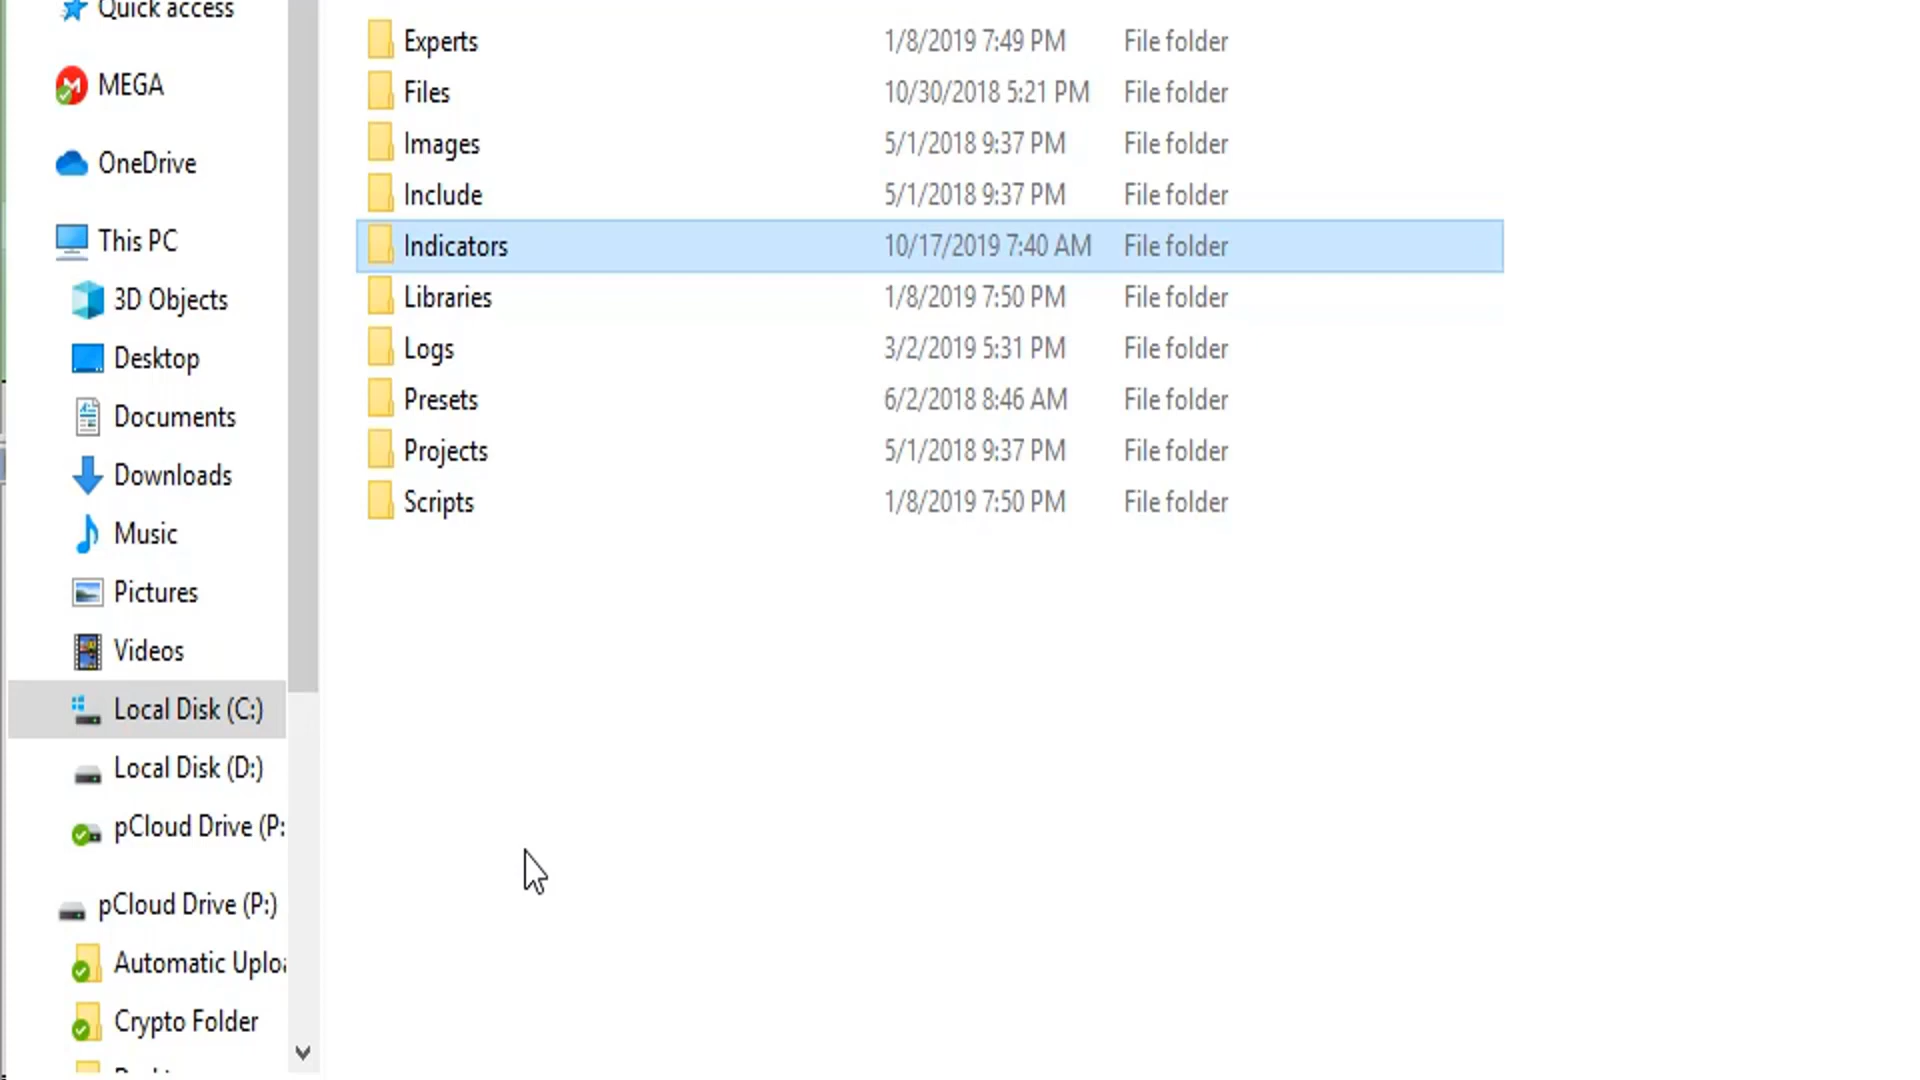 Quick access
MEGA
OneDrive
This PC
3D Objects
Desktop
Documents
Downloads
Music
Pictures
Videos
Local Disk (C:)
Local Disk (D:)
pCloud Drive (P:
pCloud Drive (P:)
Automatic Uploa
Crypto Folder
Experts 1/8/2019 7:49 PM File folder
Files 10/30/2018 5:21 PM File folder
Images 5/1/2018 9:37 PM File folder
Include 5/1/2018 9:37 PM File folder
Indicators 10/17/2019 7:40 AM File folder
Libraries 1/8/2019 7:50 PM File folder
Logs 3/2/2019 5:31 PM File folder
Presets 6/2/2018 8:46 AM File folder
Projects 5/1/2018 9:37 PM File folder
Scripts 1/8/2019 7:50 PM File folder